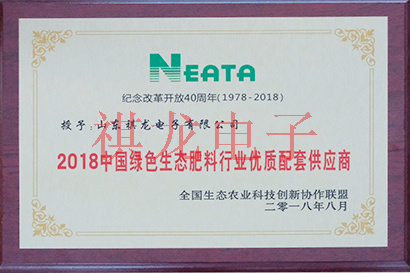 NEATA
纪念改革开放40周年(1978-2018)
授予:山东祺龙电子有限公司
祺龙电子
2018中国绿色生态肥料行业优质配套供应商
全国生态农业科技创新协作联盟
二零一八年八月